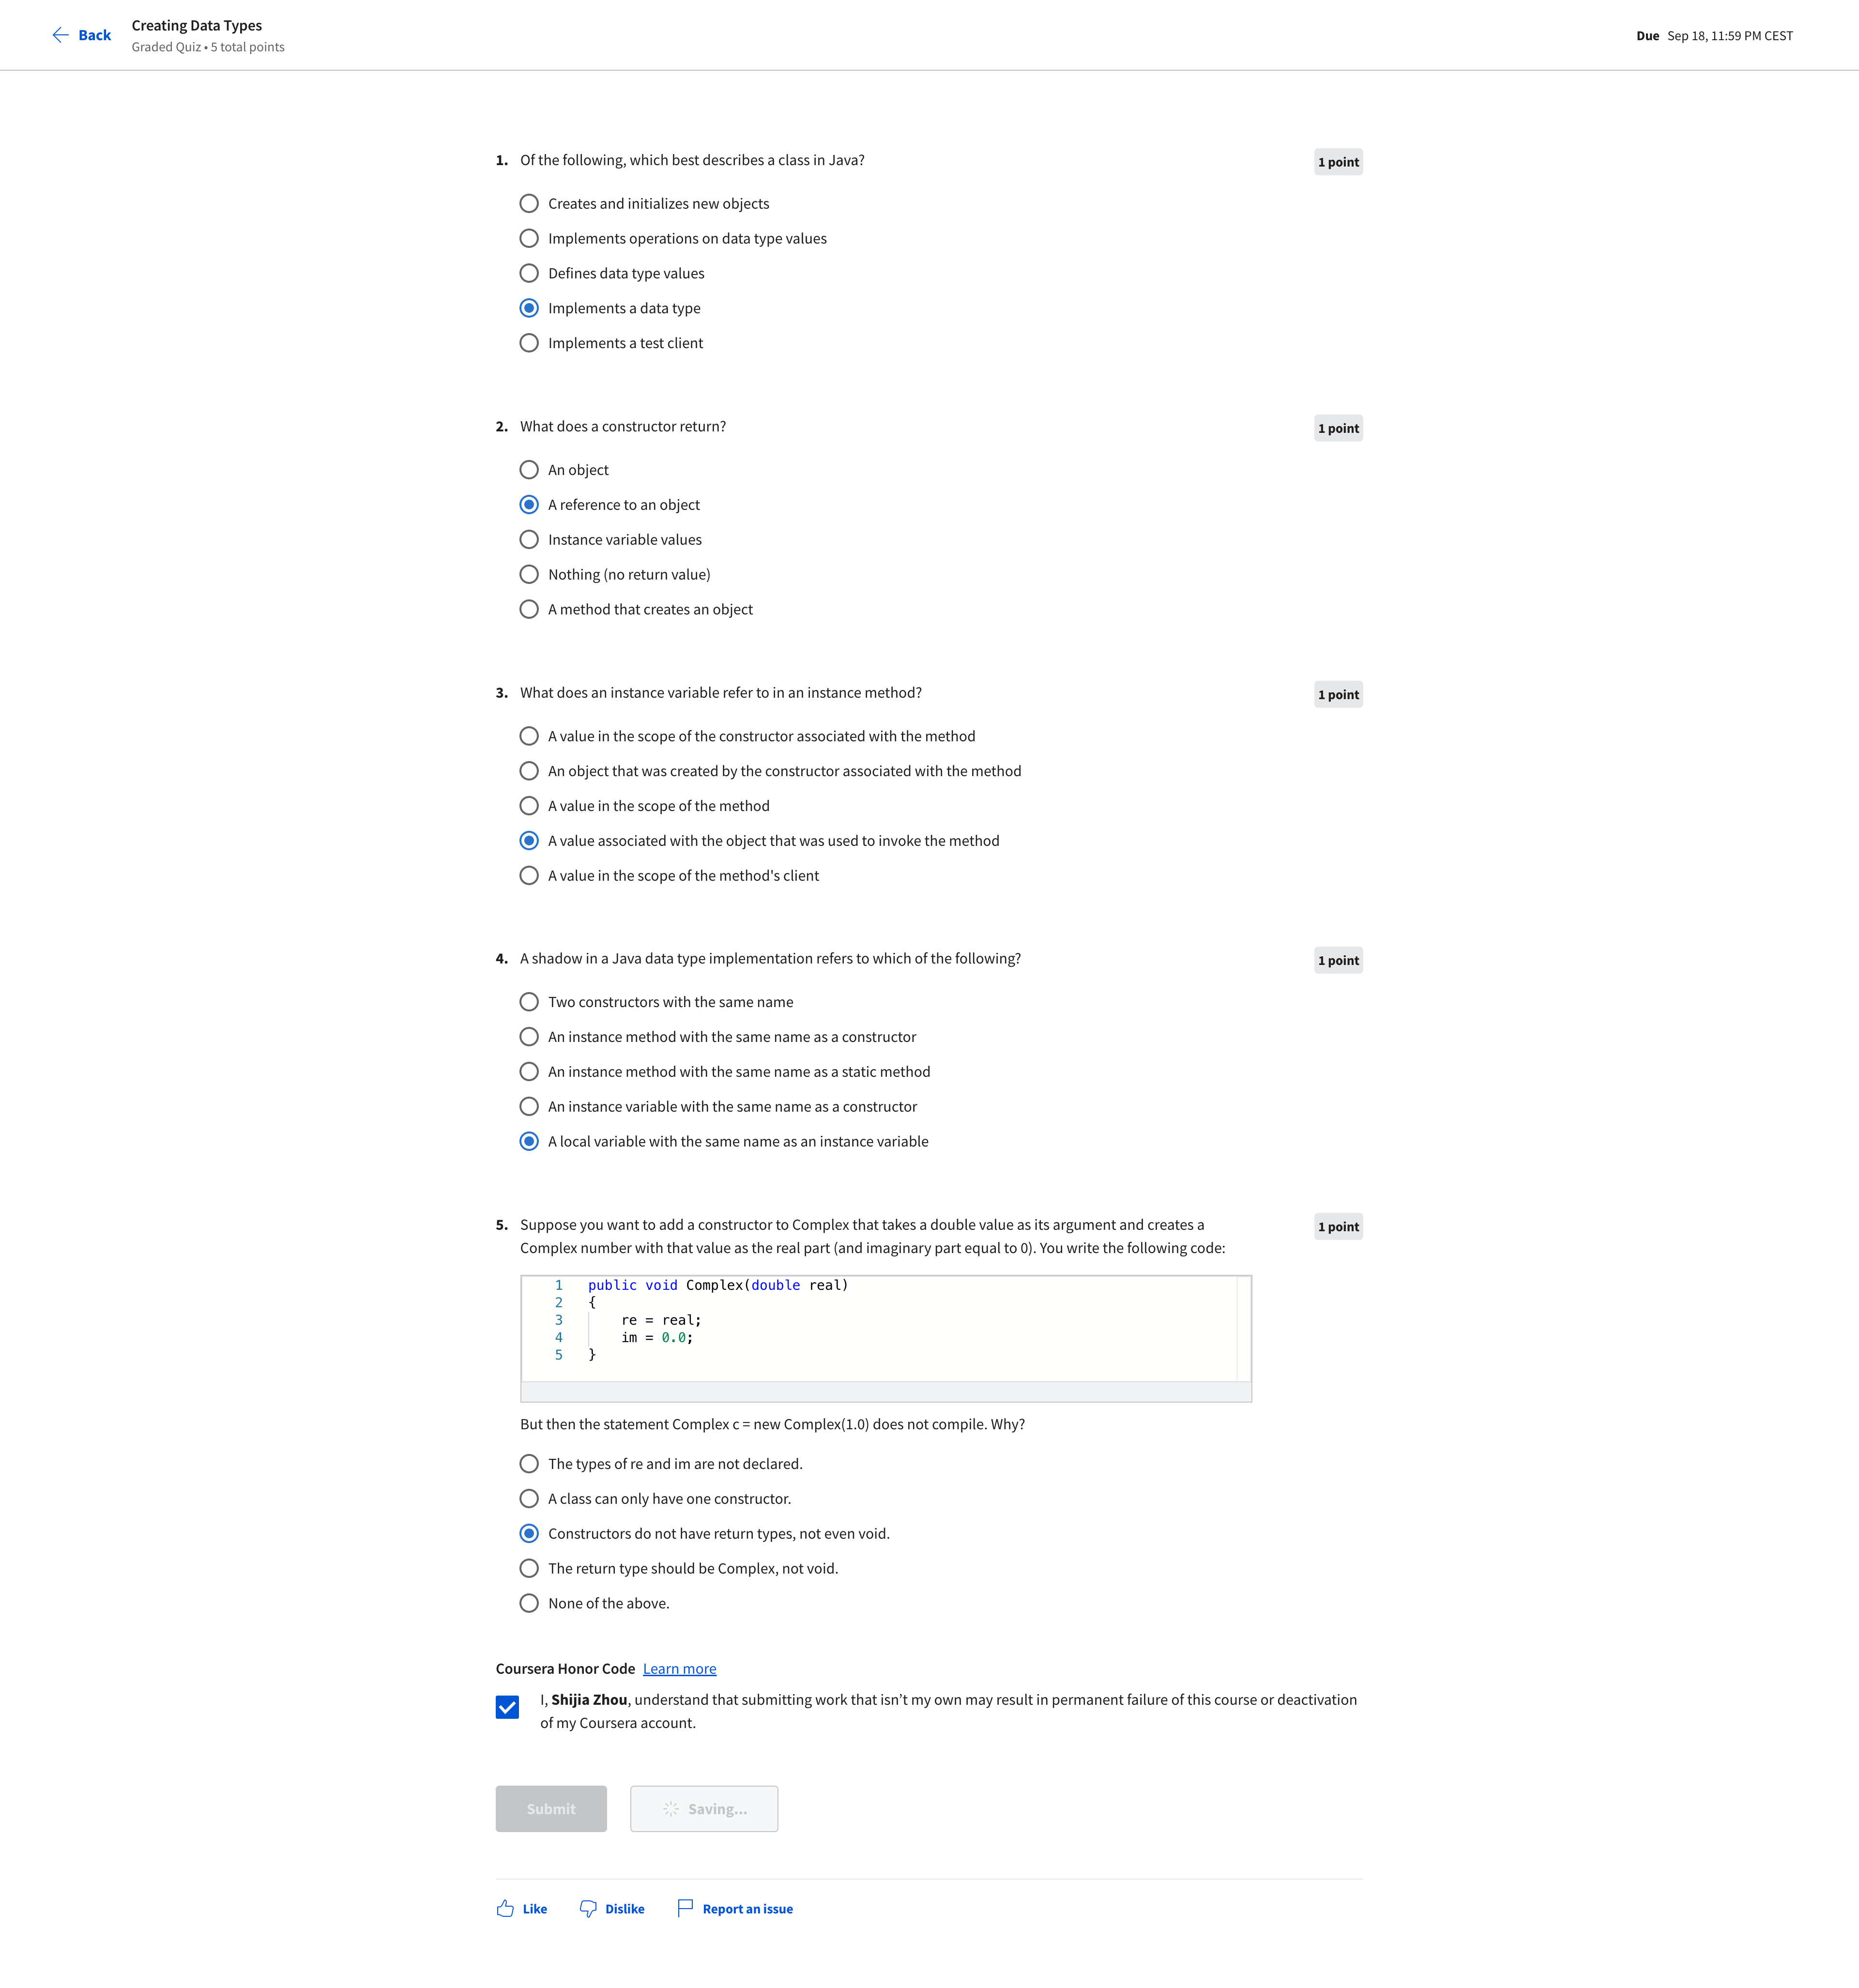 Back
Creating Data Types
Graded Quiz • 5 total points
Due Sep 18, 11:59 PM CEST
1. Of the following, which best describes a class in Java?
1 point
Creates and initializes new objects
Implements operations on data type values
Defines data type values
Implements a data type
Implements a test client
2. What does a constructor return?
1 point
An object
A reference to an object
Instance variable values
Nothing (no return value)
A method that creates an object
3. What does an instance variable refer to in an instance method?
1 point
A value in the scope of the constructor associated with the method
An object that was created by the constructor associated with the method
A value in the scope of the method
A value associated with the object that was used to invoke the method
A value in the scope of the method's client
4. A shadow in a Java data type implementation refers to which of the following?
1 point
Two constructors with the same name
An instance method with the same name as a constructor
An instance method with the same name as a static method
An instance variable with the same name as a constructor
A local variable with the same name as an instance variable
5. Suppose you want to add a constructor to Complex that takes a double value as its argument and creates a
Complex number with that value as the real part (and imaginary part equal to 0). You write the following code:
1 point
1 public void Complex(double real)
2 {
3 re = real;
4 im = 0.0;
5 }
But then the statement Complex c = new Complex(1.0) does not compile. Why?
The types of re and im are not declared.
A class can only have one constructor.
Constructors do not have return types, not even void.
The return type should be Complex, not void.
None of the above.
Coursera Honor Code Learn more
I, Shijia Zhou, understand that submitting work that isn’t my own may result in permanent failure of this course or deactivation
of my Coursera account.
Submit
Saving...
Like
Dislike
Report an issue